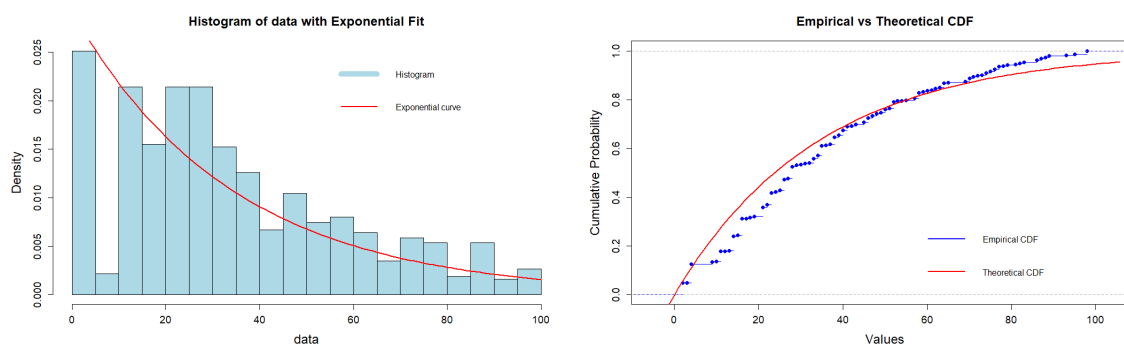 Histogram of data with Exponential Fit
Density
0.000
0.005
0.010
0.015
0.020
0.025
Histogram
Exponential curve
0
20
40
60
80
100
data
Empirical vs Theoretical CDF
Cumulative Probability
0.0
0.2
0.4
0.6
0.8
1.0
Empirical CDF
Theoretical CDF
0
20
40
60
80
100
Values